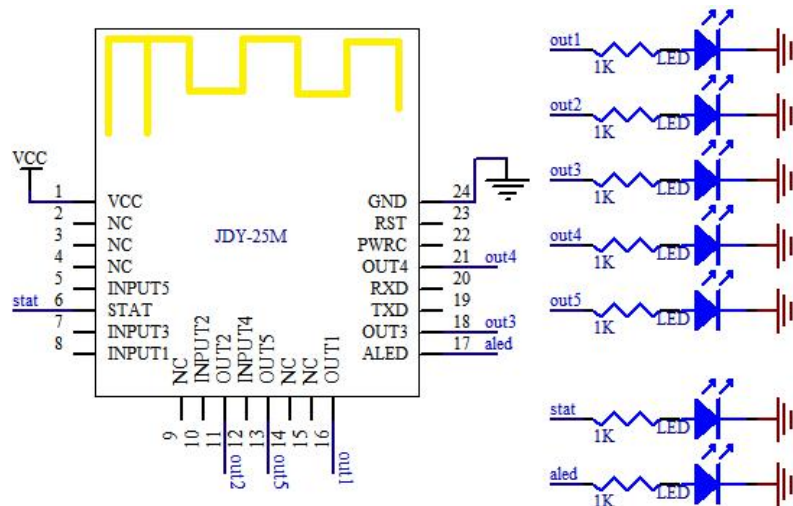 VCC
1 VCC
2 NC
3 NC
4 NC
5 INPUT5
stat 6 STAT
7 INPUT3
8 INPUT1
JDY-25M
GND 24
RST 23
PWRC 22
OUT4 21 out4
RXD 20
TXD 19
OUT3 18 out3
ALED 17 aled
NC 9
INPUT2 10
OUT2 11 out2
INPUT4 12
OUT5 13 out5
NC 14
NC 15
OUT1 16 out1
out1 1K LED
out2 1K LED
out3 1K LED
out4 1K LED
out5 1K LED
stat 1K LED
aled 1K LED